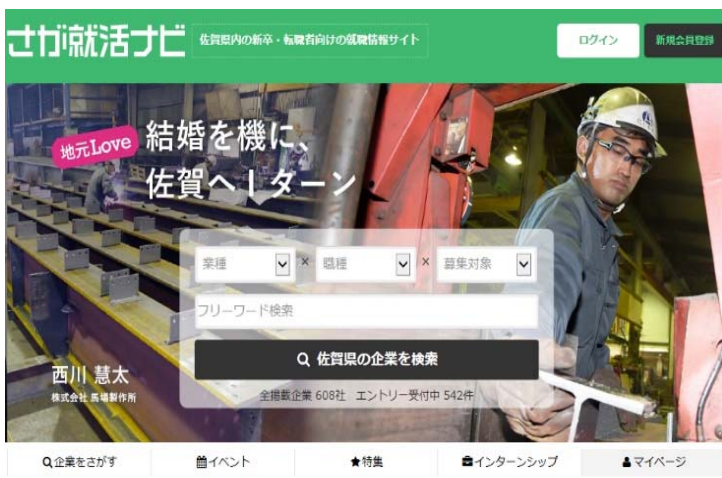 さが就活ナビ
佐賀県内の新卒・転職者向けの就職情報サイト
ログイン
新規会員登録
地元Love
結婚を機に、
佐賀へIターン
業種 × 職種 × 募集対象
フリーワード検索
佐賀県の企業を検索
全掲載企業 608社 エントリー受付中 542件
西川 慧太
株式会社 馬場製作所
企業をさがす
イベント
★特集
インターンシップ
マイページ